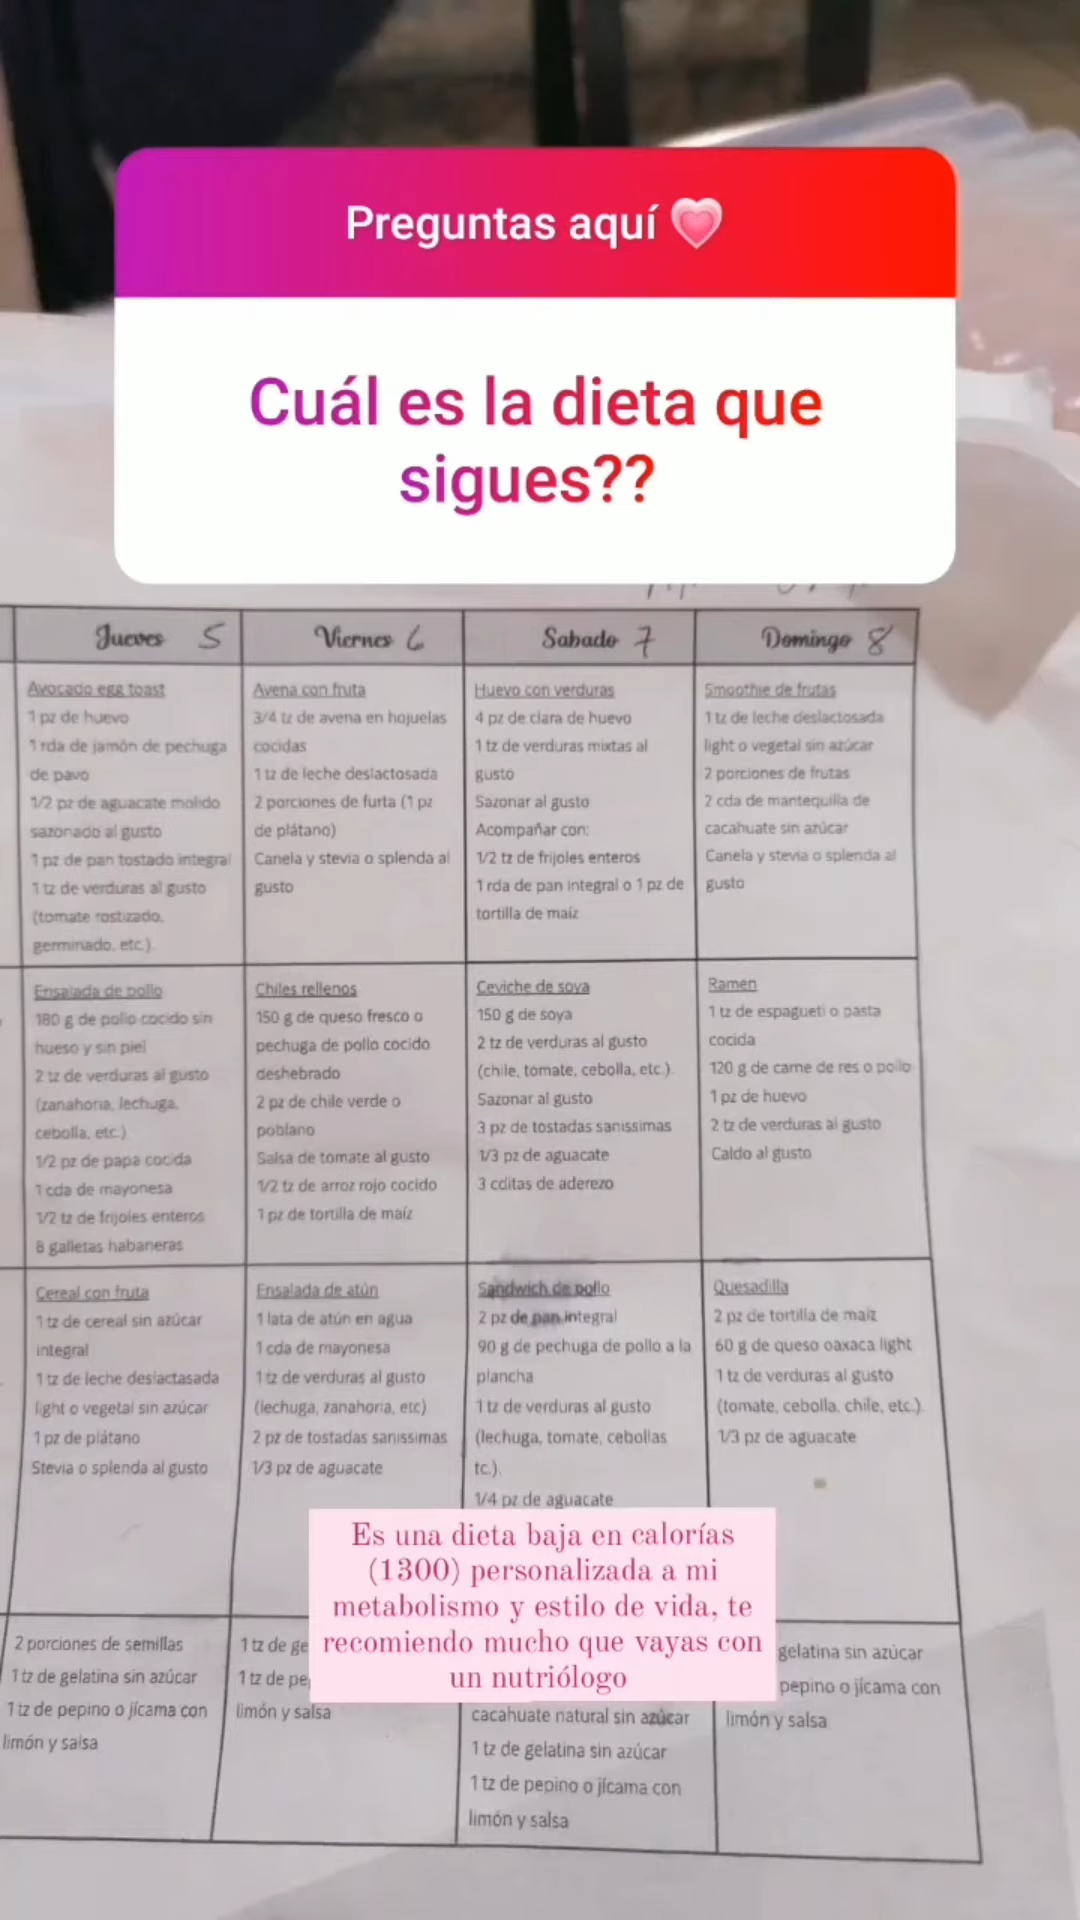 Preguntas aquí 💗
Cuál es la dieta que
sigues??
Jueves 5
Avocado egg toast
1 pz de huevo
1 rda de jamón de pechuga
de pavo
1/2 pz de aguacate molido
sazonado al gusto
1 pz de pan tostado integral
1 tz de verduras al gusto
(tomate rostizado,
germinado, etc.)
Viernes 6
Avena con fruta
3/4 tz de avena en hojuelas
cocidas
1 tz de leche deslactosada
2 porciones de furta (1 pz
de plátano)
Canela y stevia o splenda al
gusto
Sabado 7
Huevo con verduras
4 pz de clara de huevo
1 tz de verduras mixtas al
gusto
Sazonar al gusto
Acompañar con:
1/2 tz de frijoles enteros
1 rda de pan integral o 1 pz de
tortilla de maíz
Domingo 8
Smoothie de frutas
1 tz de leche deslactosada
light o vegetal sin azúcar
2 porciones de frutas
2 cda de mantequilla de
cacahuate sin azúcar
Canela y stevia o splenda al
gusto
Ensalada de pollo
180 g de pollo cocido sin
hueso y sin piel
2 tz de verduras al gusto
(zanahoria, lechuga,
cebolla, etc.)
1/2 pz de papa cocida
1 cda de mayonesa
1/2 tz de frijoles enteros
8 galletas habaneras
Chiles rellenos
150 g de queso fresco o
pechuga de pollo cocido
deshebrado
2 pz de chile verde o
poblano
Salsa de tomate al gusto
1/2 tz de arroz rojo cocido
1 pz de tortilla de maíz
Ceviche de soya
150 g de soya
2 tz de verduras al gusto
(chile, tomate, cebolla, etc.)
Sazonar al gusto
3 pz de tostadas sanissimas
1/3 pz de aguacate
3 cditas de aderezo
Ramen
1 tz de espagueti o pasta
cocida
120 g de carne de res o pollo
1 pz de huevo
2 tz de verduras al gusto
Caldo al gusto
Cereal con fruta
1 tz de cereal sin azúcar
integral
1 tz de leche deslactasada
light o vegetal sin azúcar
1 pz de plátano
Stevia o splenda al gusto
Ensalada de atún
1 lata de atún en agua
1 cda de mayonesa
1 tz de verduras al gusto
(lechuga, zanahoria, etc)
2 pz de tostadas sanissimas
1/3 pz de aguacate
Sandwich de pollo
2 pz de pan integral
90 g de pechuga de pollo a la
plancha
1 tz de verduras al gusto
(lechuga, tomate, cebollas
tc.).
1/4 pz de aguacate
Quesadilla
2 pz de tortilla de maíz
60 g de queso oaxaca light
1 tz de verduras al gusto
(tomate, cebolla, chile, etc.).
1/3 pz de aguacate
Es una dieta baja en calorías
(1300) personalizada a mi
metabolismo y estilo de vida, te
recomiendo mucho que vayas con
un nutriólogo
2 porciones de semillas
1 tz de gelatina sin azúcar
1 tz de pepino o jícama con
limón y salsa
1 tz de ge
1 tz de pe
limón y salsa
cacahuate natural sin azúcar
1 tz de gelatina sin azúcar
1 tz de pepino o jícama con
limón y salsa
gelatina sin azúcar
pepino o jícama con
limón y salsa